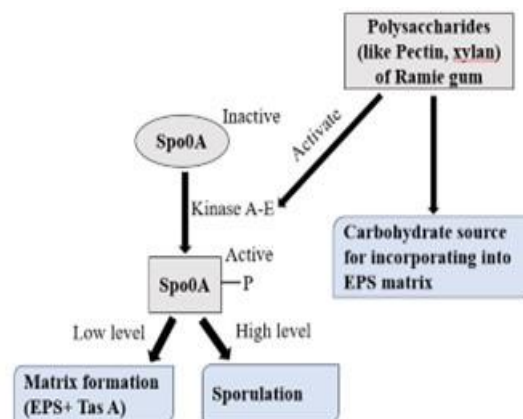 Polysaccharides
(like Pectin, xylan)
of Ramie gum
Inactive
Spo0A
Activate
Kinase A-E
Carbohydrate source
for incorporating into
EPS matrix
Active
Spo0A
P
Low level
High level
Matrix formation
(EPS+ Tas A)
Sporulation